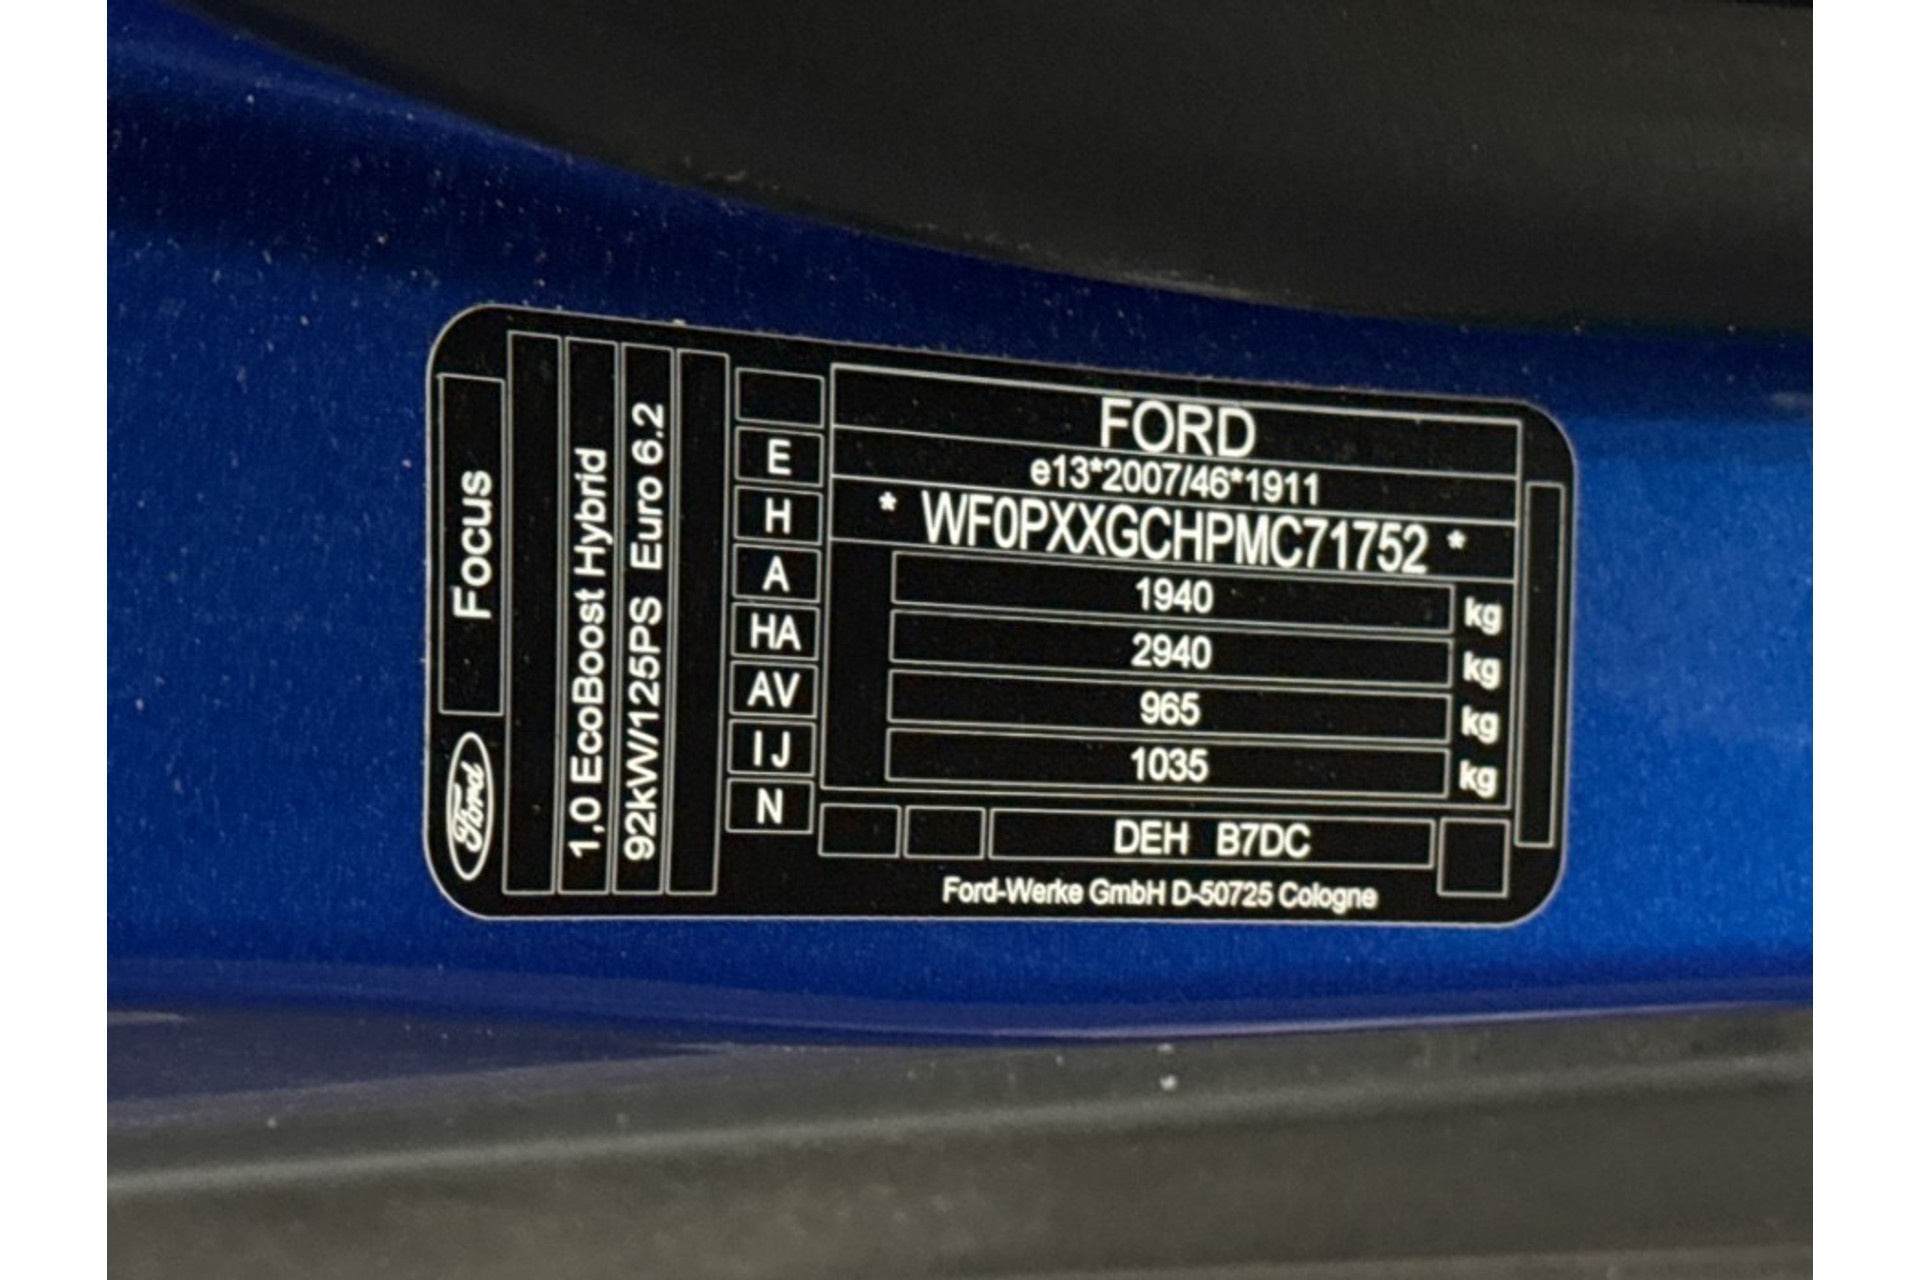 Focus
Ford
1,0 EcoBoost Hybrid
92kW/125PS Euro 6.2
E
H
A
HA
AV
IJ
N
FORD
e13*2007/46*1911
* WF0PXXGCHPMC71752 *
1940 kg
2940 kg
965 kg
1035 kg
DEH B7DC
Ford-Werke GmbH D-50725 Cologne